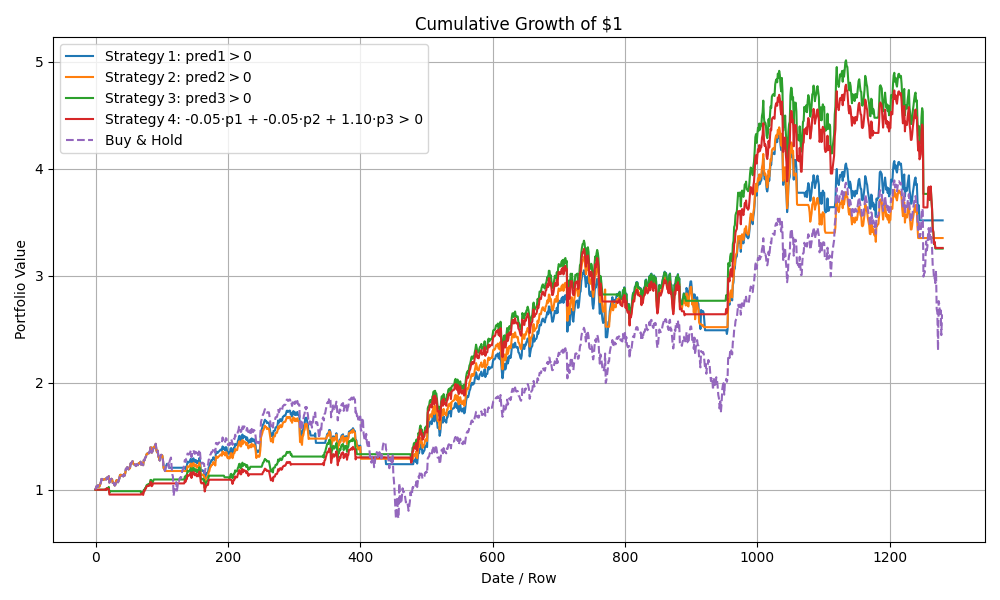 Cumulative Growth of $1
Strategy 1: pred1 > 0
Strategy 2: pred2 > 0
Strategy 3: pred3 > 0
Strategy 4: -0.05·p1 + -0.05·p2 + 1.10·p3 > 0
Buy & Hold
Portfolio Value
5
4
3
2
1
0 200 400 600 800 1000 1200
Date / Row